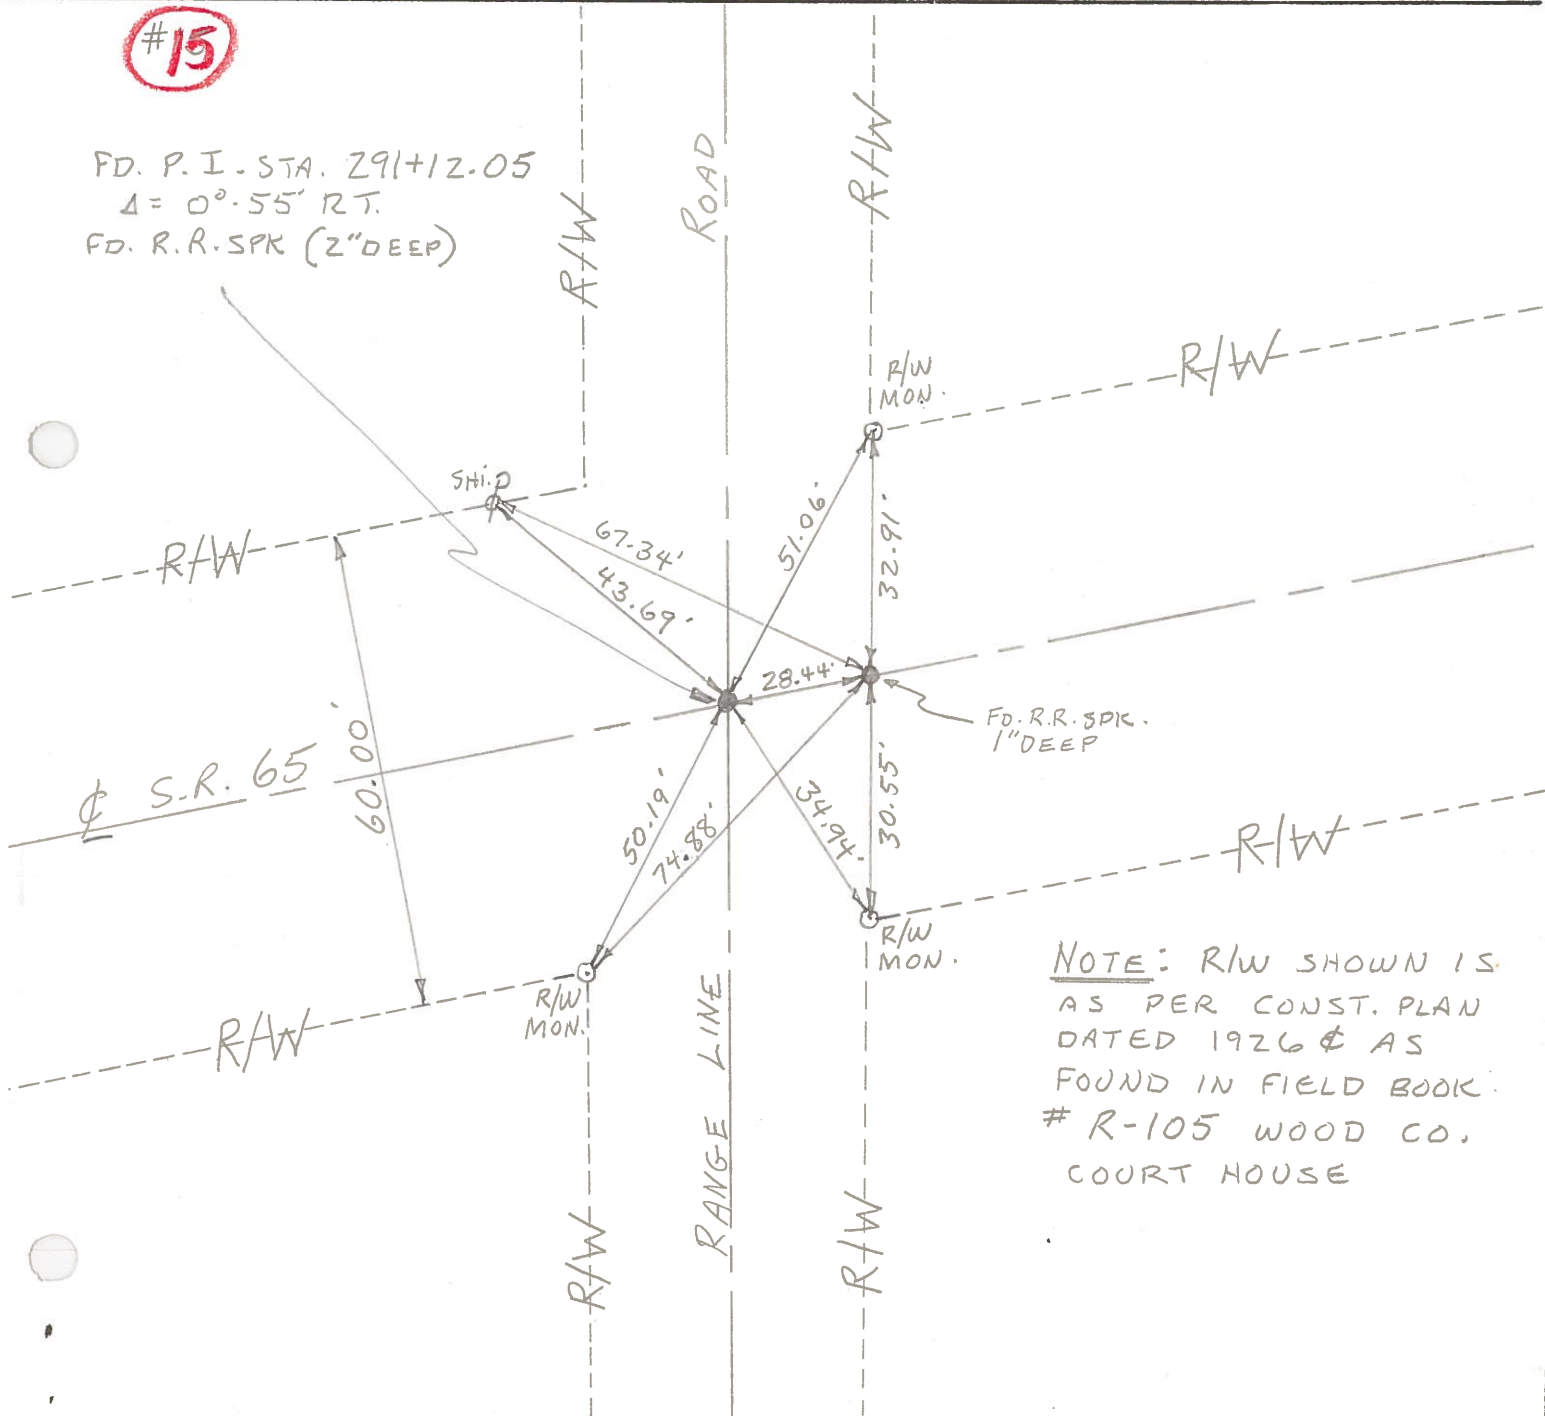 #15
FD. P. I. STA. 291+12.05
Δ = 0°-55' RT.
FD. R.R. SPK (2"DEEP)
R/W
ROAD
R/W
R/W
MON.
R/W
67.34'
43.69'
51.06'
32.91'
R/W
28.44'
FD. R.R. SPK.
1"DEEP
℄ S.R. 65
60.00'
50.19'
74.88'
34.94'
30.55'
R/W
R/W
MON.
R/W
MON.
R/W
NOTE: R/W SHOWN IS
AS PER CONST. PLAN
DATED 1926 ℄ AS
FOUND IN FIELD BOOK
# R-105 WOOD CO.
COURT HOUSE
R/W
RANGE LINE
R/W